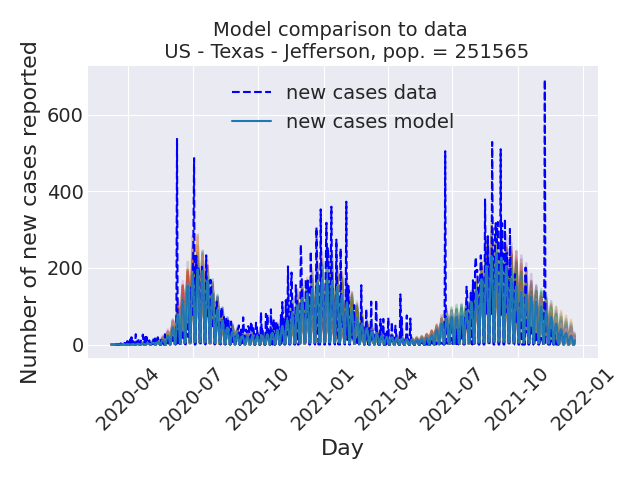 Model comparison to data
US - Texas - Jefferson, pop. = 251565
new cases data
new cases model
Number of new cases reported
600
400
200
0
2020-04
2020-07
2020-10
2021-01
2021-04
2021-07
2021-10
2022-01
Day